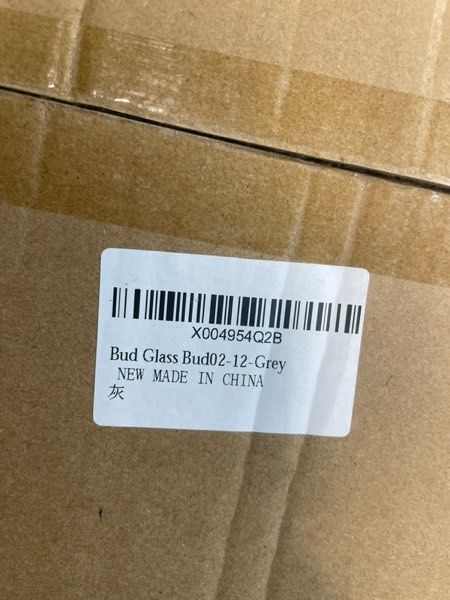 X004954Q2B
Bud Glass Bud02-12-Grey
NEW MADE IN CHINA
灰